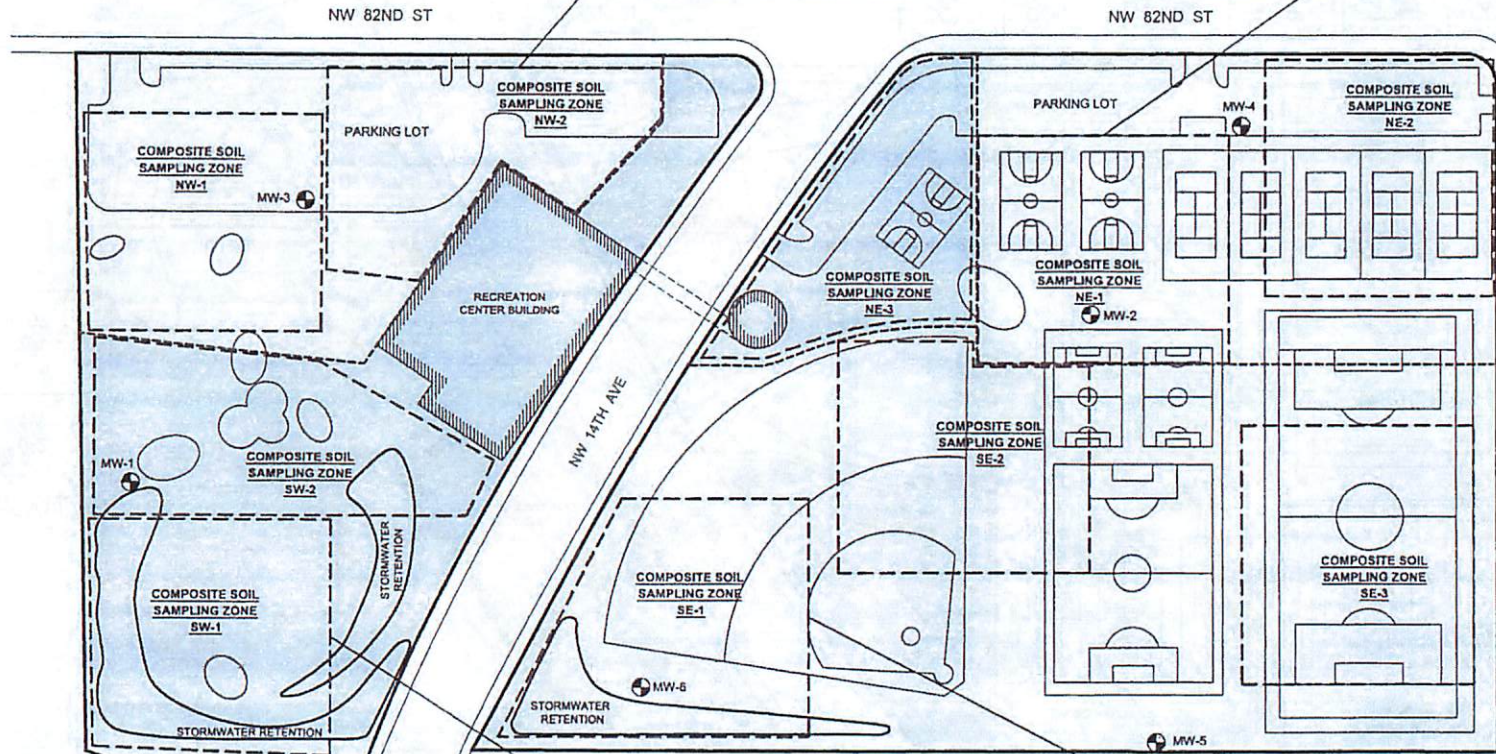 NW 82ND ST
NW 82ND ST
COMPOSITE SOIL
SAMPLING ZONE
NW-2
PARKING LOT
COMPOSITE SOIL
SAMPLING ZONE
NW-1
MW-3
RECREATION
CENTER BUILDING
PARKING LOT
MW-4
COMPOSITE SOIL
SAMPLING ZONE
NE-2
COMPOSITE SOIL
SAMPLING ZONE
NE-3
COMPOSITE SOIL
SAMPLING ZONE
NE-1
MW-2
NW 14TH AVE
MW-1
COMPOSITE SOIL
SAMPLING ZONE
SW-2
STORMWATER
RETENTION
COMPOSITE SOIL
SAMPLING ZONE
SW-1
STORMWATER RETENTION
COMPOSITE SOIL
SAMPLING ZONE
SE-2
COMPOSITE SOIL
SAMPLING ZONE
SE-1
COMPOSITE SOIL
SAMPLING ZONE
SE-3
MW-6
STORMWATER
RETENTION
MW-5